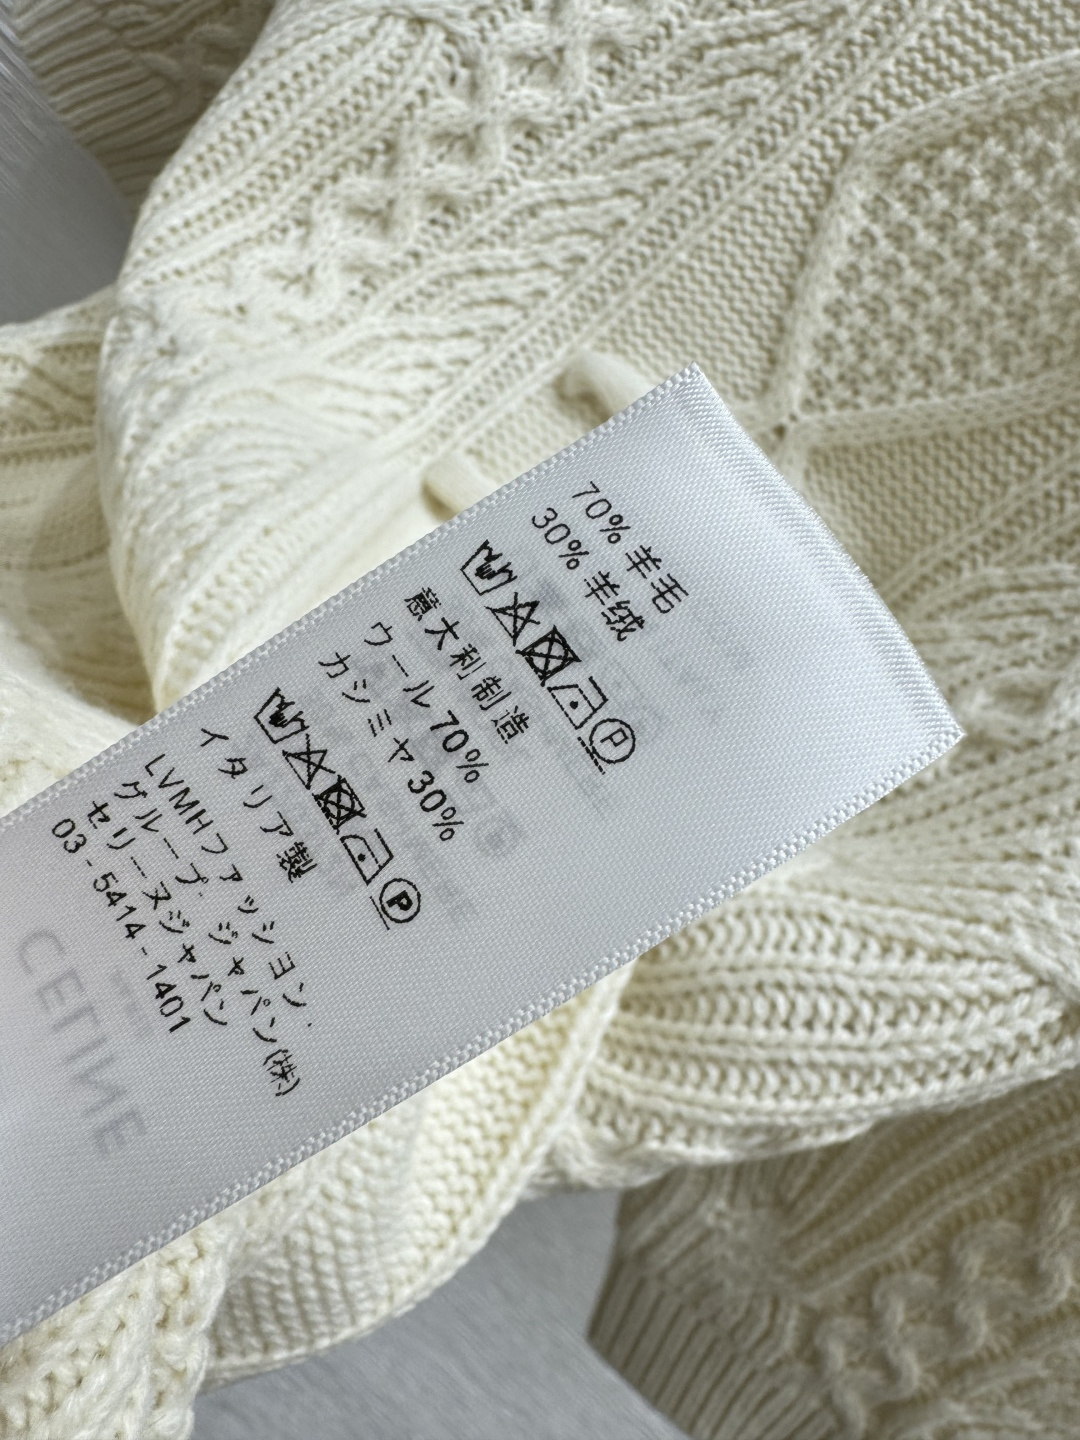 70% 羊毛
30% 羊绒
P
意大利制造
ウール 70%
カシミヤ 30%
P
イタリア製
LVMHファッション.
グループ. ジャパン(株)
セリーヌジャパン
03-5414-1401